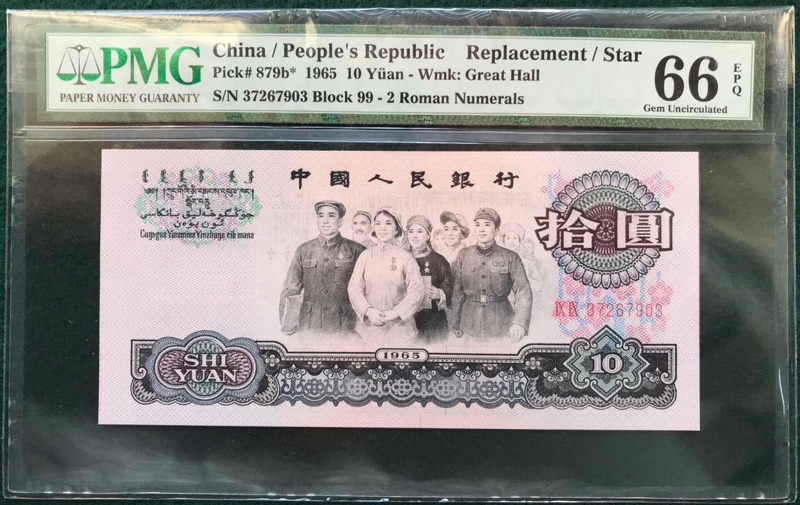 PMG
PAPER MONEY GUARANTY
China / People's Republic Replacement / Star
Pick# 879b* 1965 10 Yüan - Wmk: Great Hall
S/N 37267903 Block 99 - 2 Roman Numerals
66 EPQ
Gem Uncirculated
中國人民銀行
拾圓
IX IX 37267903
1965
SHI
YUAN
10